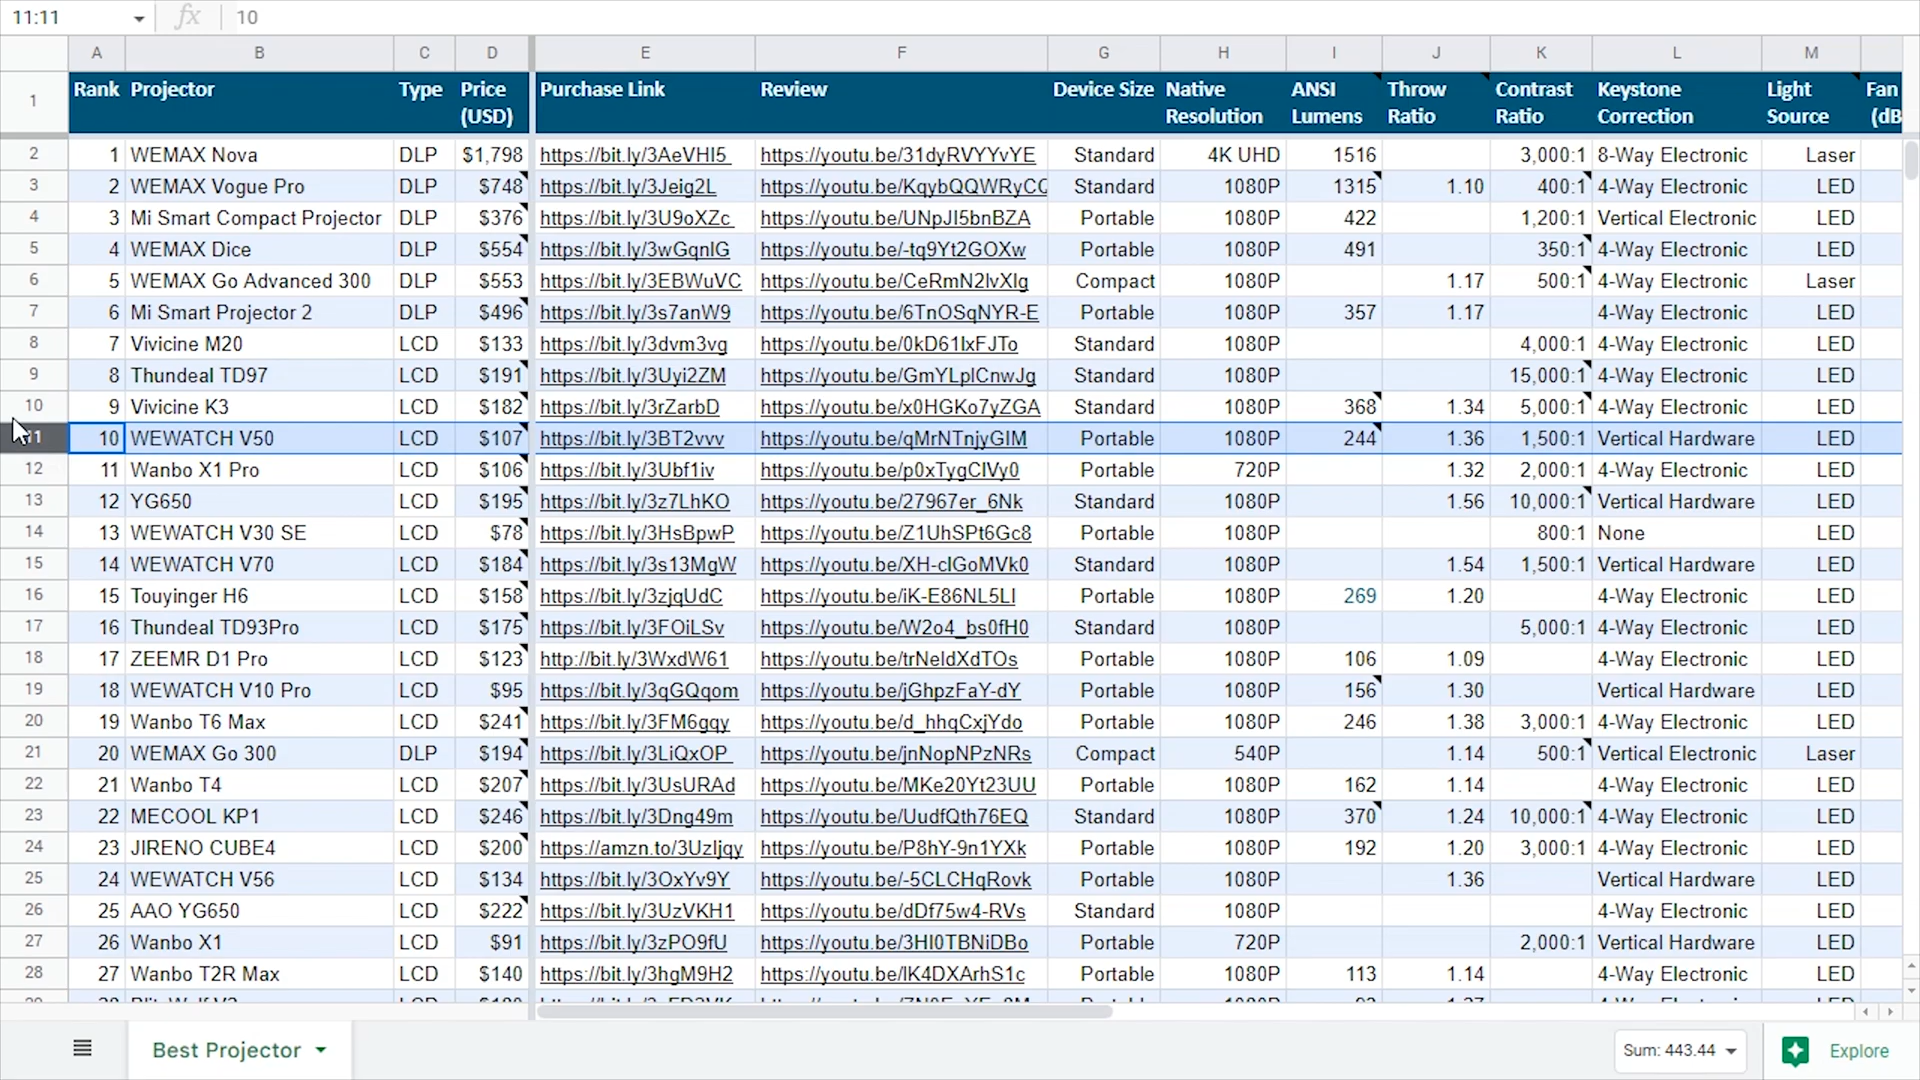 11:11 fx 10
A B C D E F G H I J K L M
1 Rank Projector Type Price (USD) Purchase Link Review Device Size Native Resolution ANSI Lumens Throw Ratio Contrast Ratio Keystone Correction Light Source Fan (dB
2 1 WEMAX Nova DLP $1,798 https://bit.ly/3AeVHI5 https://youtu.be/31dyRVYYvYE Standard 4K UHD 1516 3,000:1 8-Way Electronic Laser
3 2 WEMAX Vogue Pro DLP $748 https://bit.ly/3Jeig2L https://youtu.be/KqybQQWRyCQ Standard 1080P 1315 1.10 400:1 4-Way Electronic LED
4 3 Mi Smart Compact Projector DLP $376 https://bit.ly/3U9oXZc https://youtu.be/UNpJI5bnBZA Portable 1080P 422 1,200:1 Vertical Electronic LED
5 4 WEMAX Dice DLP $554 https://bit.ly/3wGqnIG https://youtu.be/-tq9Yt2GOXw Portable 1080P 491 350:1 4-Way Electronic LED
6 5 WEMAX Go Advanced 300 DLP $553 https://bit.ly/3EBWuVC https://youtu.be/CeRmN2lvXIg Compact 1080P 1.17 500:1 4-Way Electronic Laser
7 6 Mi Smart Projector 2 DLP $496 https://bit.ly/3s7anW9 https://youtu.be/6TnOSqNYR-E Portable 1080P 357 1.17 4-Way Electronic LED
8 7 Vivicine M20 LCD $133 https://bit.ly/3dvm3vg https://youtu.be/0kD61lxFJTo Standard 1080P 4,000:1 4-Way Electronic LED
9 8 Thundeal TD97 LCD $191 https://bit.ly/3Uyi2ZM https://youtu.be/GmYLplCnwJg Standard 1080P 15,000:1 4-Way Electronic LED
10 9 Vivicine K3 LCD $182 https://bit.ly/3rZarbD https://youtu.be/x0HGKo7yZGA Standard 1080P 368 1.34 5,000:1 4-Way Electronic LED
11 10 WEWATCH V50 LCD $107 https://bit.ly/3BT2vvv https://youtu.be/qMrNTnjyGIM Portable 1080P 244 1.36 1,500:1 Vertical Hardware LED
12 11 Wanbo X1 Pro LCD $106 https://bit.ly/3Ubf1iv https://youtu.be/p0xTygCIVy0 Portable 720P 1.32 2,000:1 4-Way Electronic LED
13 12 YG650 LCD $195 https://bit.ly/3z7LhKO https://youtu.be/27967er_6Nk Standard 1080P 1.56 10,000:1 Vertical Hardware LED
14 13 WEWATCH V30 SE LCD $78 https://bit.ly/3HsBpwP https://youtu.be/Z1UhSPt6Gc8 Portable 1080P 800:1 None LED
15 14 WEWATCH V70 LCD $184 https://bit.ly/3s13MgW https://youtu.be/XH-cIGoMVk0 Standard 1080P 1.54 1,500:1 Vertical Hardware LED
16 15 Touyinger H6 LCD $158 https://bit.ly/3zjqUdC https://youtu.be/iK-E86NL5LI Portable 1080P 269 1.20 4-Way Electronic LED
17 16 Thundeal TD93Pro LCD $175 https://bit.ly/3FOiLSv https://youtu.be/W2o4_bs0fH0 Standard 1080P 5,000:1 4-Way Electronic LED
18 17 ZEEMR D1 Pro LCD $123 http://bit.ly/3WxdW61 https://youtu.be/trNeIdXdTOs Portable 1080P 106 1.09 4-Way Electronic LED
19 18 WEWATCH V10 Pro LCD $95 https://bit.ly/3qGQqom https://youtu.be/jGhpzFaY-dY Portable 1080P 156 1.30 Vertical Hardware LED
20 19 Wanbo T6 Max LCD $241 https://bit.ly/3FM6gqy https://youtu.be/d_hhqCxjYdo Portable 1080P 246 1.38 3,000:1 4-Way Electronic LED
21 20 WEMAX Go 300 DLP $194 https://bit.ly/3LiQxOP https://youtu.be/jnNopNPzNRs Compact 540P 1.14 500:1 Vertical Electronic Laser
22 21 Wanbo T4 LCD $207 https://bit.ly/3UsURAd https://youtu.be/MKe20Yt23UU Portable 1080P 162 1.14 4-Way Electronic LED
23 22 MECOOL KP1 LCD $246 https://bit.ly/3Dng49m https://youtu.be/UudfQth76EQ Standard 1080P 370 1.24 10,000:1 4-Way Electronic LED
24 23 JIRENO CUBE4 LCD $200 https://amzn.to/3UzIjqy https://youtu.be/P8hY-9n1YXk Portable 1080P 192 1.20 3,000:1 4-Way Electronic LED
25 24 WEWATCH V56 LCD $134 https://bit.ly/3OxYv9Y https://youtu.be/-5CLCHqRovk Portable 1080P 1.36 Vertical Hardware LED
26 25 AAO YG650 LCD $222 https://bit.ly/3UzVKH1 https://youtu.be/dDf75w4-RVs Standard 1080P 4-Way Electronic LED
27 26 Wanbo X1 LCD $91 https://bit.ly/3zPO9fU https://youtu.be/3HI0TBNiDBo Portable 720P 2,000:1 Vertical Hardware LED
28 27 Wanbo T2R Max LCD $140 https://bit.ly/3hgM9H2 https://youtu.be/lK4DXArhS1c Portable 1080P 113 1.14 4-Way Electronic LED
Best Projector Sum: 443.44 Explore